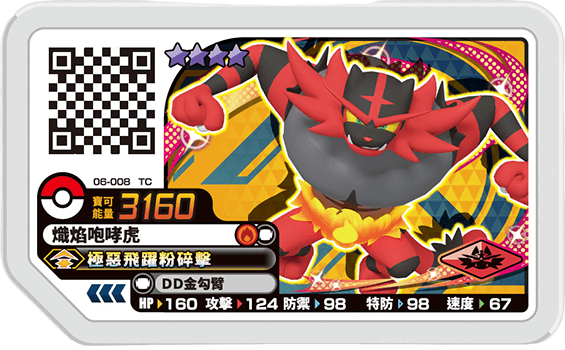 06-008 TC
寶可能量 3160
熾焰咆哮虎
極惡飛躍粉碎擊
DD金勾臂
HP 160 攻擊 124 防禦 98 特防 98 速度 67